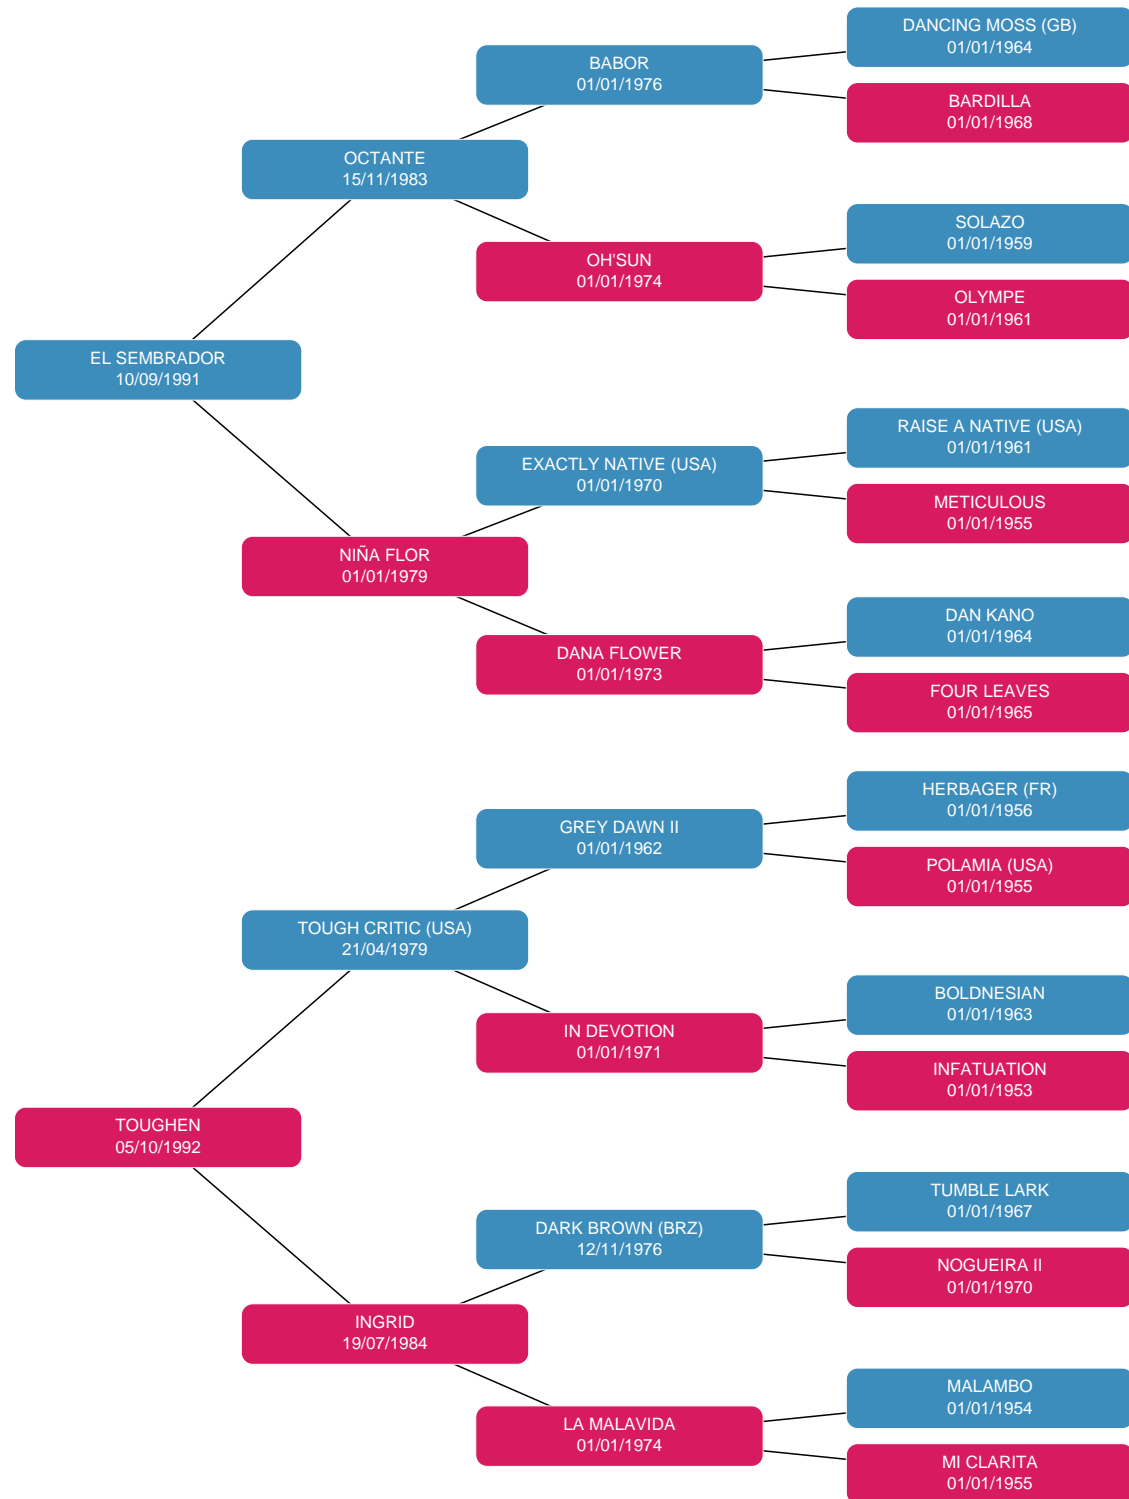 DANCING MOSS (GB)
01/01/1964
BABOR
01/01/1976
BARDILLA
01/01/1968
OCTANTE
15/11/1983
SOLAZO
01/01/1959
OH'SUN
01/01/1974
OLYMPE
01/01/1961
EL SEMBRADOR
10/09/1991
RAISE A NATIVE (USA)
01/01/1961
EXACTLY NATIVE (USA)
01/01/1970
METICULOUS
01/01/1955
NIÑA FLOR
01/01/1979
DAN KANO
01/01/1964
DANA FLOWER
01/01/1973
FOUR LEAVES
01/01/1965
HERBAGER (FR)
01/01/1956
GREY DAWN II
01/01/1962
POLAMIA (USA)
01/01/1955
TOUGH CRITIC (USA)
21/04/1979
BOLDNESIAN
01/01/1963
IN DEVOTION
01/01/1971
INFATUATION
01/01/1953
TOUGHEN
05/10/1992
TUMBLE LARK
01/01/1967
DARK BROWN (BRZ)
12/11/1976
NOGUEIRA II
01/01/1970
INGRID
19/07/1984
MALAMBO
01/01/1954
LA MALAVIDA
01/01/1974
MI CLARITA
01/01/1955